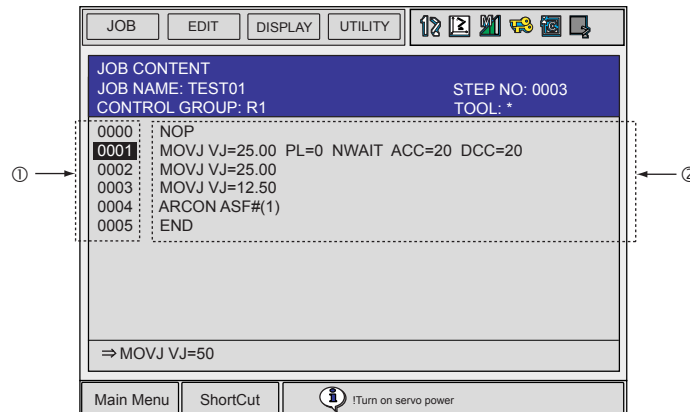 JOB EDIT DISPLAY UTILITY
JOB CONTENT
JOB NAME: TEST01 STEP NO: 0003
CONTROL GROUP: R1 TOOL: *
0000 NOP
0001 MOVJ VJ=25.00 PL=0 NWAIT ACC=20 DCC=20
① 0002 MOVJ VJ=25.00 ②
0003 MOVJ VJ=12.50
0004 ARCON ASF#(1)
0005 END
⇒ MOVJ VJ=50
Main Menu ShortCut !Turn on servo power